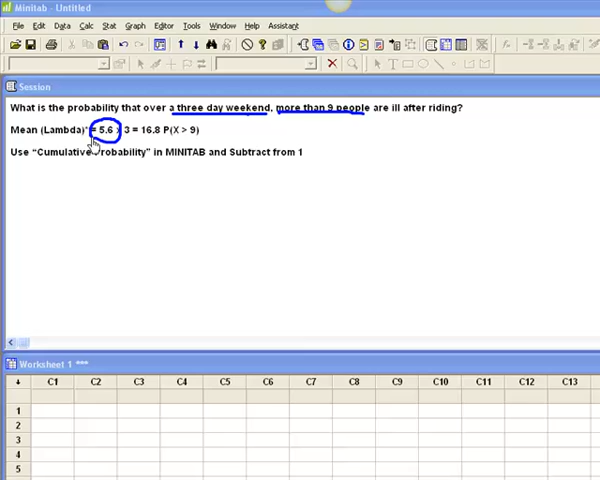 Minitab - Untitled
File Edit Data Calc Stat Graph Editor Tools Window Help Assistant
Session
What is the probability that over a three day weekend, more than 9 people are ill after riding?
Mean (Lambda) = 5.6 x 3 = 16.8 P(X > 9)
Use "Cumulative Probability" in MINITAB and Subtract from 1
Worksheet 1 ***
C1 C2 C3 C4 C5 C6 C7 C8 C9 C10 C11 C12 C13
1
2
3
4
5